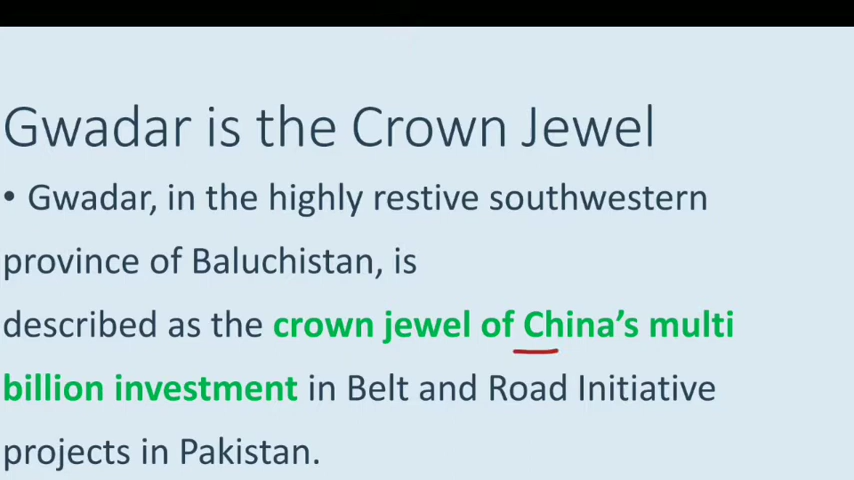 Gwadar is the Crown Jewel
• Gwadar, in the highly restive southwestern
province of Baluchistan, is
described as the crown jewel of China’s multi
billion investment in Belt and Road Initiative
projects in Pakistan.